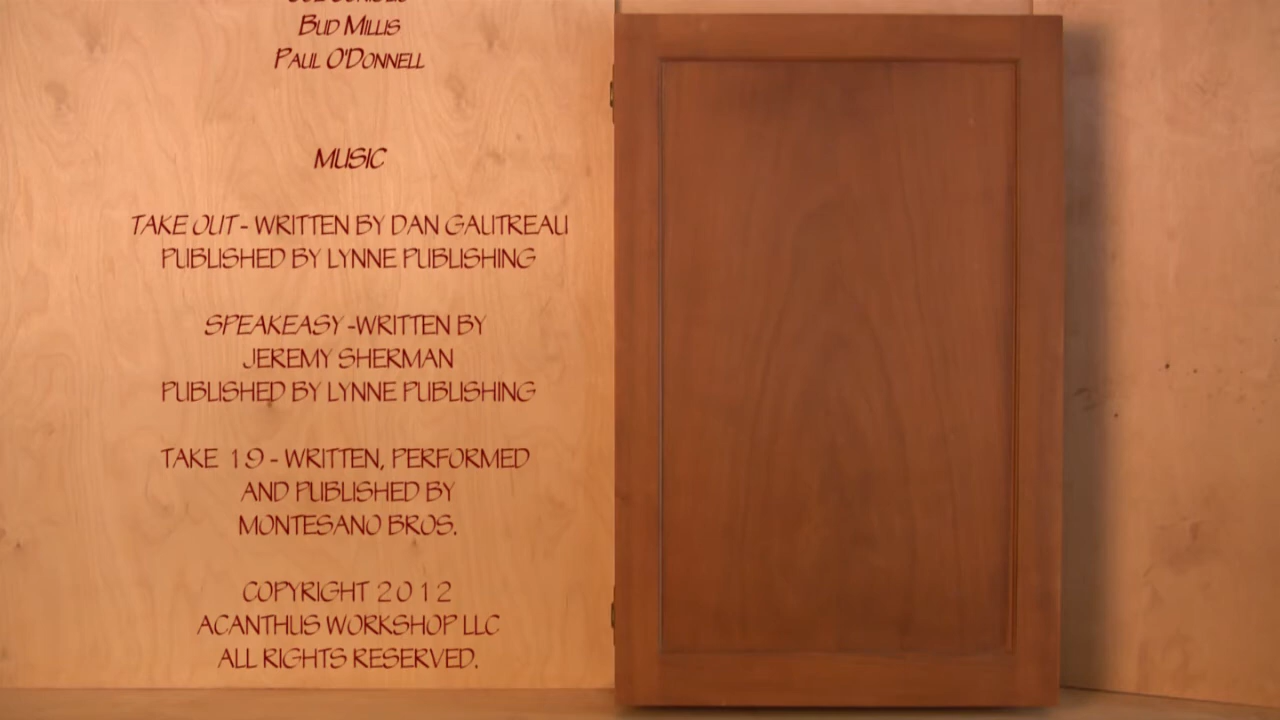 Bud Millis
Paul O'Donnell
MUSIC
TAKE OUT - WRITTEN BY DAN GAUTREAU
PUBLISHED BY LYNNE PUBLISHING
SPEAKEASY -WRITTEN BY
JEREMY SHERMAN
PUBLISHED BY LYNNE PUBLISHING
TAKE 19 - WRITTEN, PERFORMED
AND PUBLISHED BY
MONTESANO BROS.
COPYRIGHT 2012
ACANTHUS WORKSHOP LLC
ALL RIGHTS RESERVED.